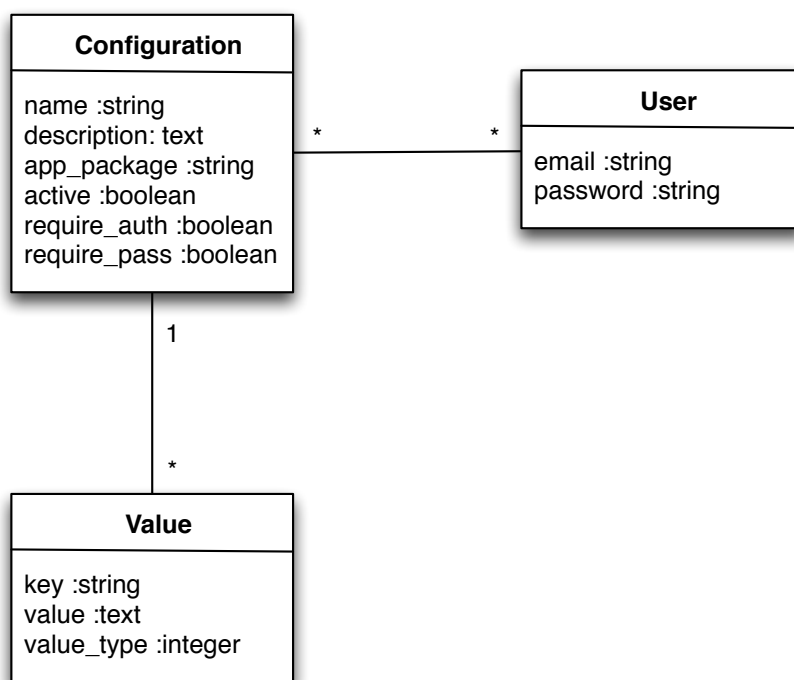 Configuration
name :string
description: text
app_package :string
active :boolean
require_auth :boolean
require_pass :boolean
* *
User
email :string
password :string
1
*
Value
key :string
value :text
value_type :integer